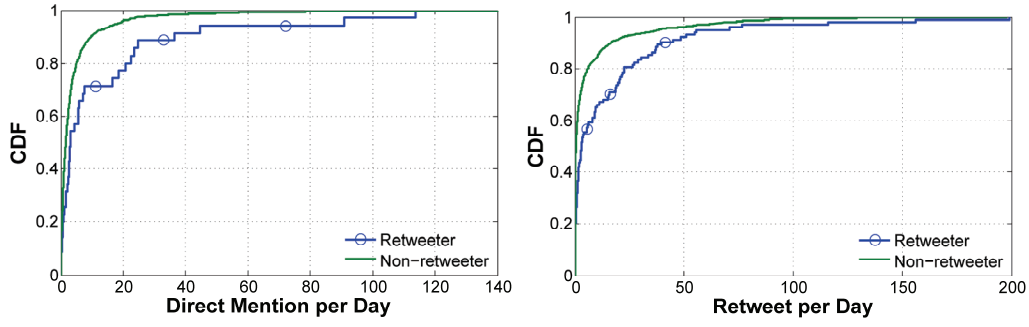 1
0.8
0.6
0.4
0.2
0
CDF
0 20 40 60 80 100 120 140
Direct Mention per Day
Retweeter
Non-retweeter
1
0.8
0.6
0.4
0.2
0
CDF
0 50 100 150 200
Retweet per Day
Retweeter
Non-retweeter